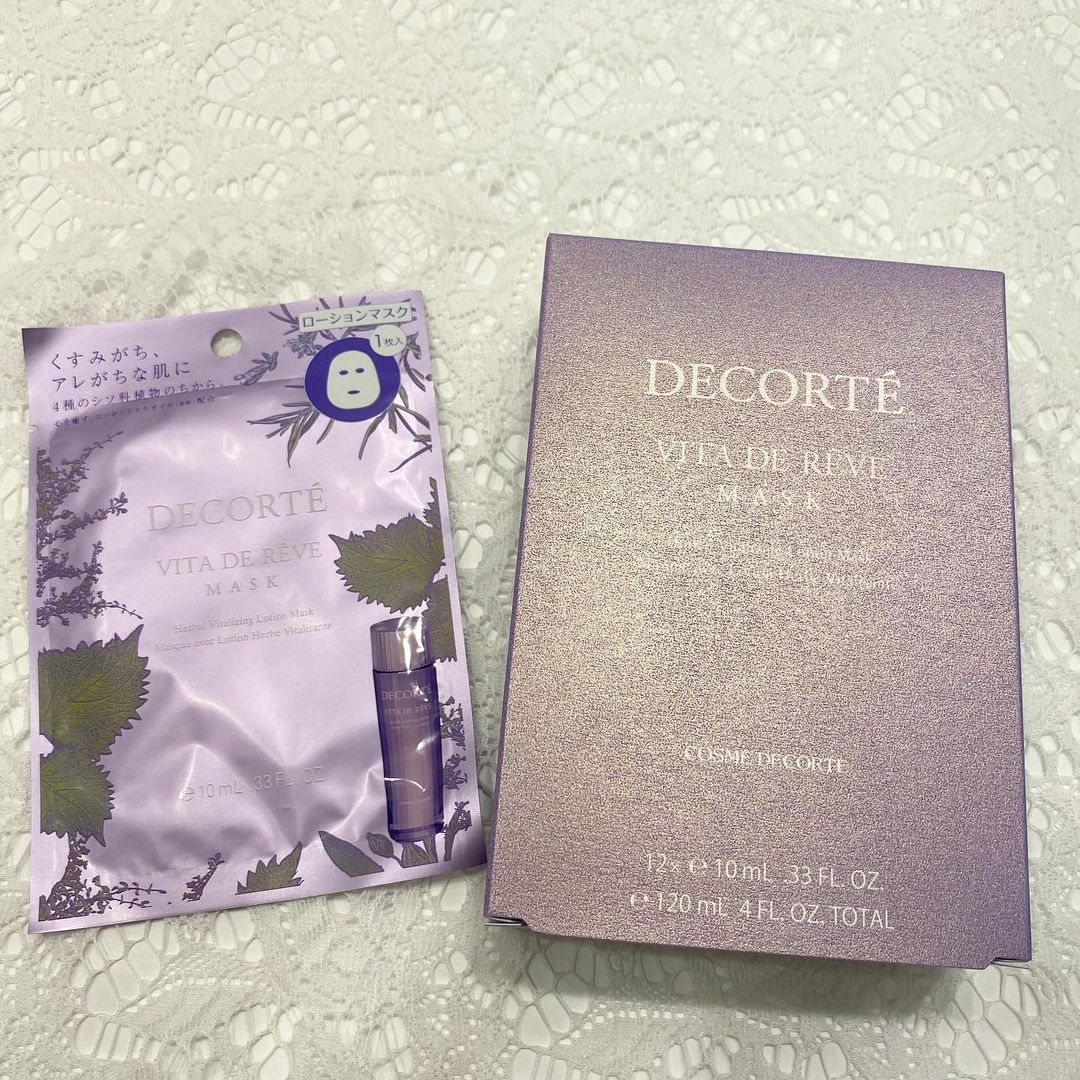 くすみがち、
アレがちな肌に
4種のシソ科植物のちから。
ローションマスク
1枚入
DECORTÉ
VITA DE RÊVE
MASK
Herbal Vitalizing Lotion Mask
Masque avec Lotion Herbe Vitalisante
DECORTÉ
VITA DE RÊVE
℮10 mL .33 FL. OZ.
DECORTÉ
VITA DE RÊVE
MASK
COSME DECORTE
12× ℮ 10 mL .33 FL. OZ.
℮ 120 mL 4 FL. OZ. TOTAL